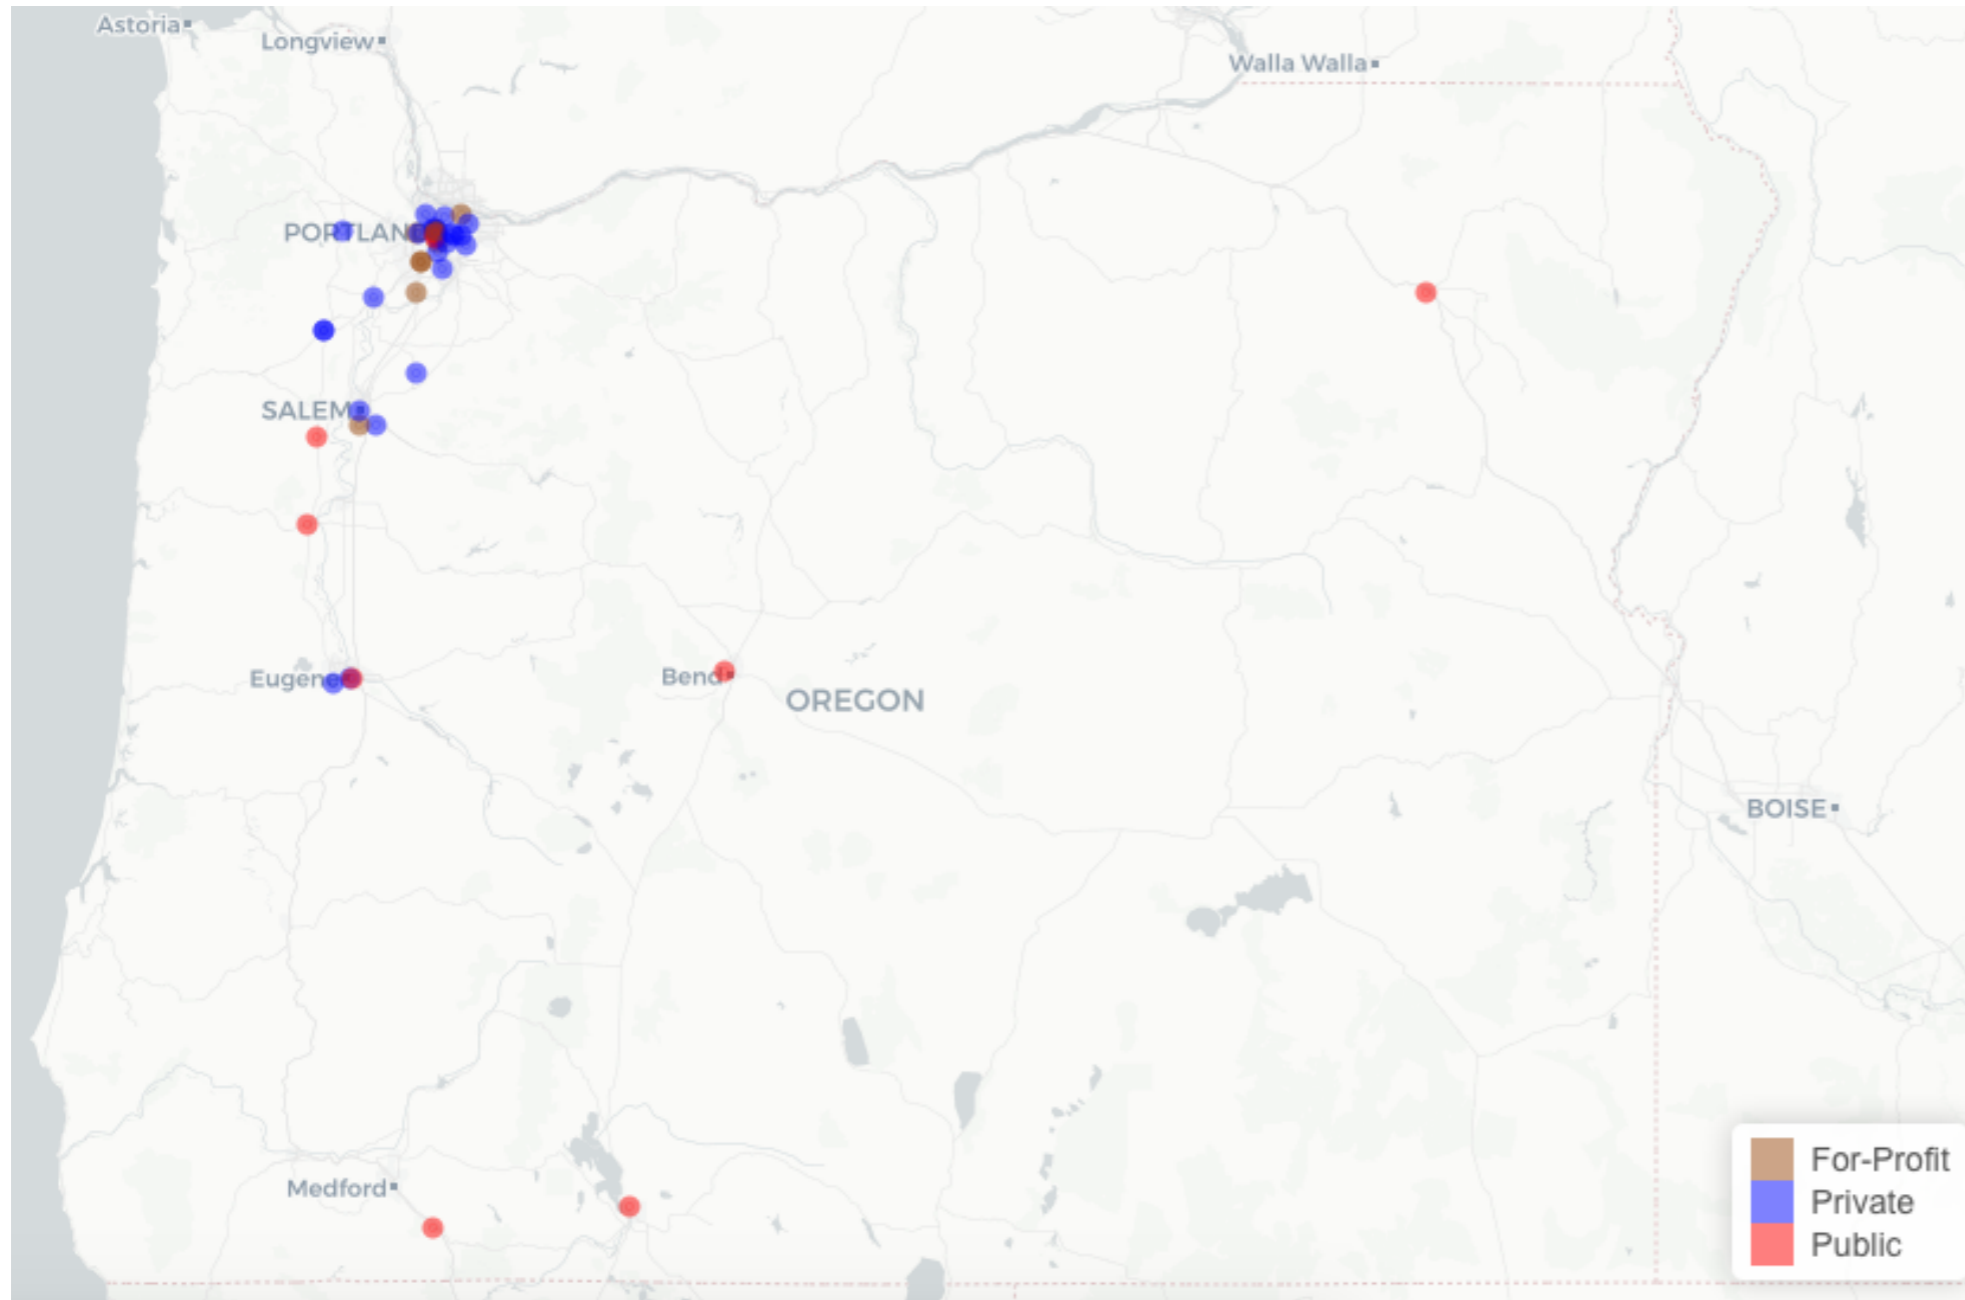 Astoria
Longview
Walla Walla
PORTLAND
SALEM
Eugene
Bend
OREGON
BOISE
Medford
For-Profit
Private
Public